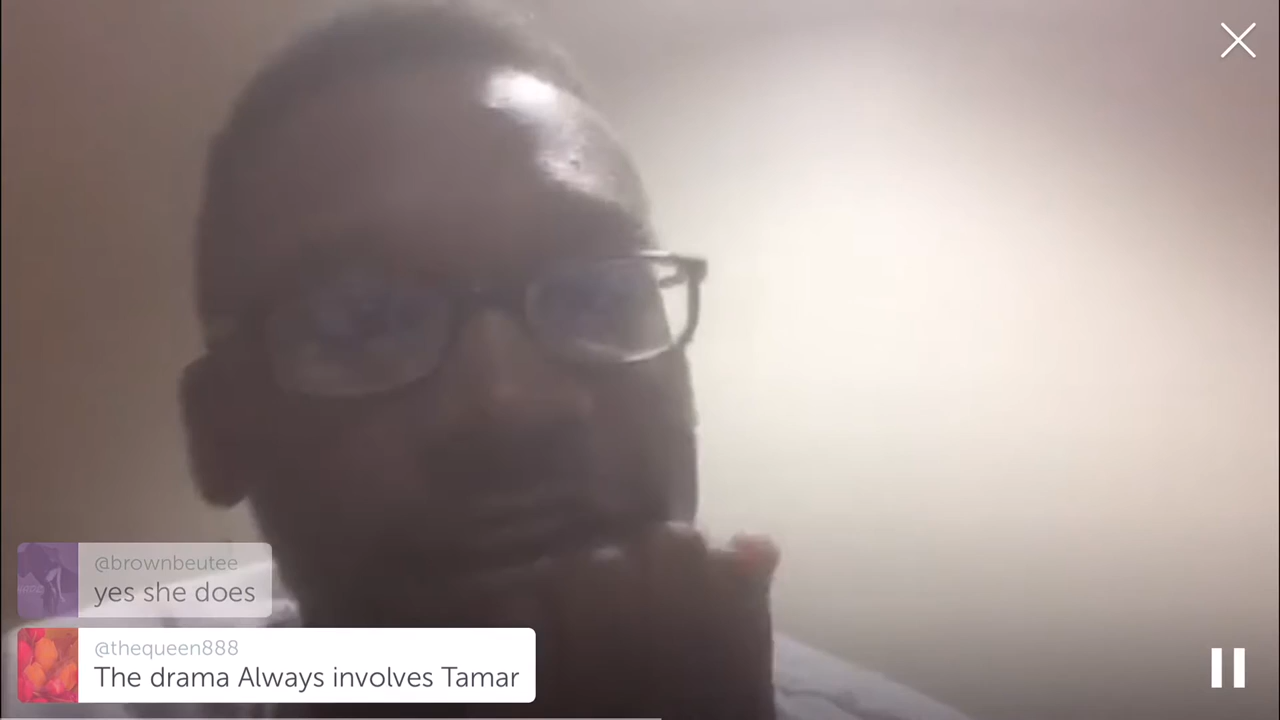 @brownbeutee
yes she does
@thequeen888
The drama Always involves Tamar